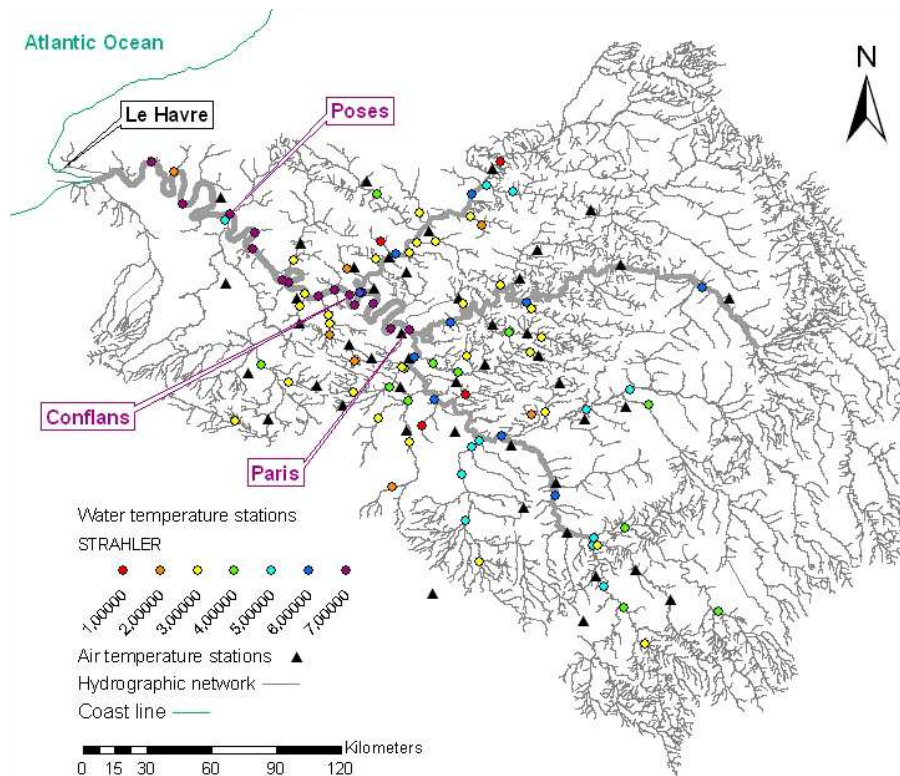 Atlantic Ocean
N
Le Havre
Poses
Conflans
Paris
Water temperature stations
STRAHLER
1,00000 2,00000 3,00000 4,00000 5,00000 6,00000 7,00000
Air temperature stations
Hydrographic network
Coast line
Kilometers
0 15 30 60 90 120